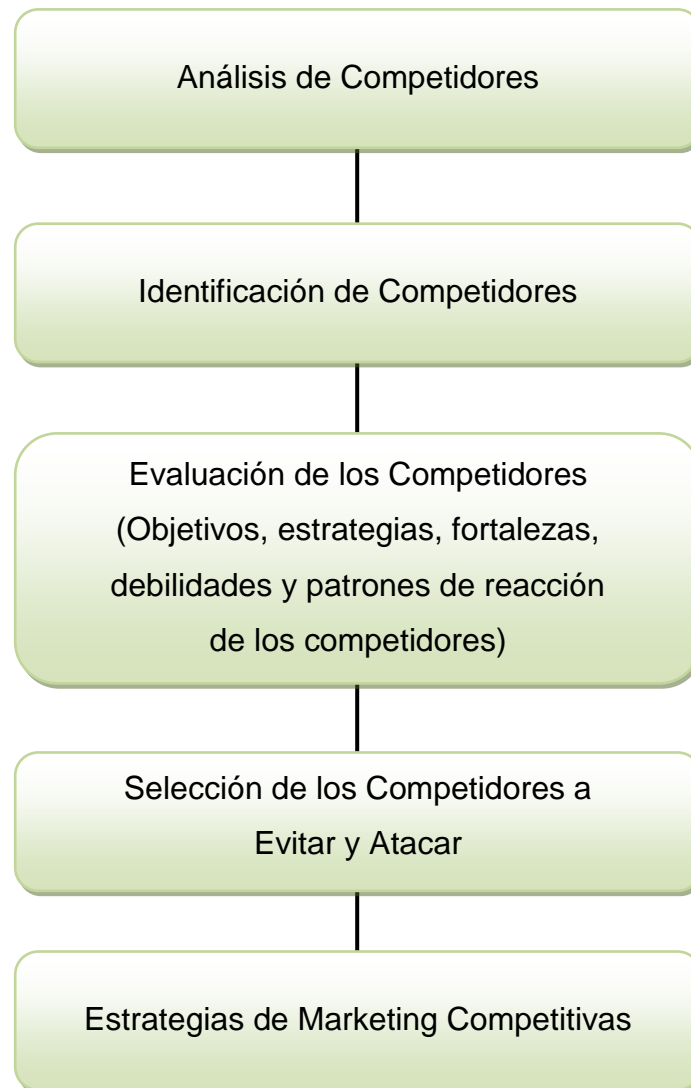 Análisis de Competidores
Identificación de Competidores
Evaluación de los Competidores
(Objetivos, estrategias, fortalezas,
debilidades y patrones de reacción
de los competidores)
Selección de los Competidores a
Evitar y Atacar
Estrategias de Marketing Competitivas